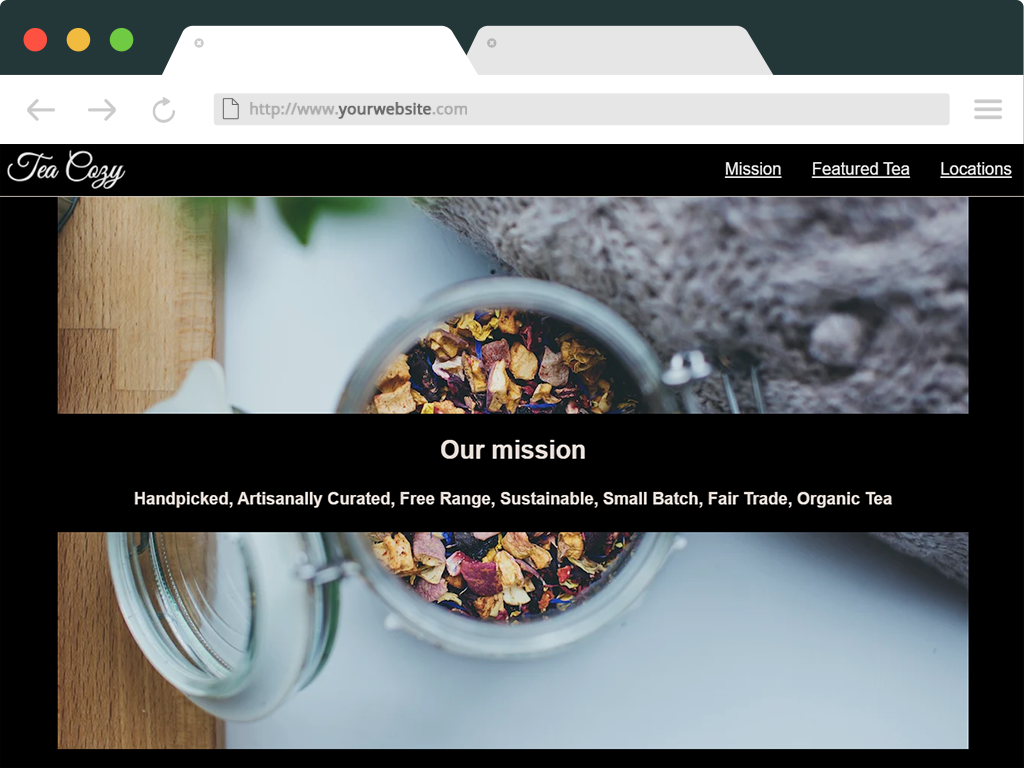 http://www.yourwebsite.com
Tea Cozy
Mission Featured Tea Locations
Our mission
Handpicked, Artisanally Curated, Free Range, Sustainable, Small Batch, Fair Trade, Organic Tea